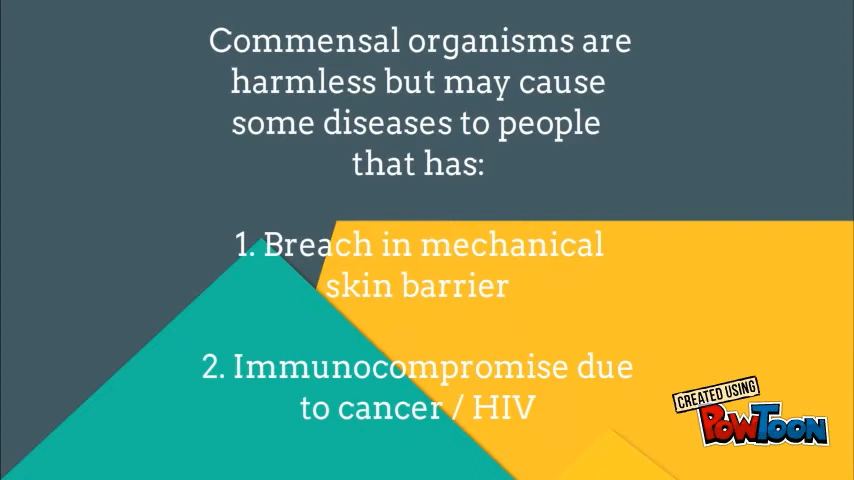 Commensal organisms are
harmless but may cause
some diseases to people
that has:
1. Breach in mechanical
skin barrier
2. Immunocompromise due
to cancer / HIV
CREATED USING
POWTOON